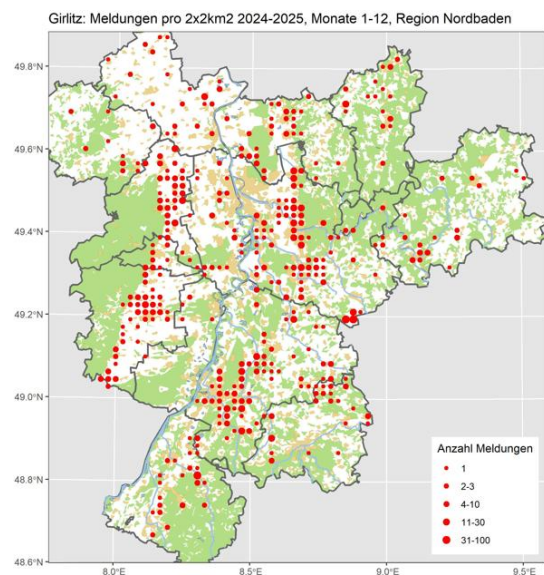 Girlitz: Meldungen pro 2x2km2 2024-2025, Monate 1-12, Region Nordbaden
49.8°N
49.6°N
49.4°N
49.2°N
49.0°N
48.8°N
48.6°N
8.0°E
8.5°E
9.0°E
9.5°E
Anzahl Meldungen
1
2-3
4-10
11-30
31-100